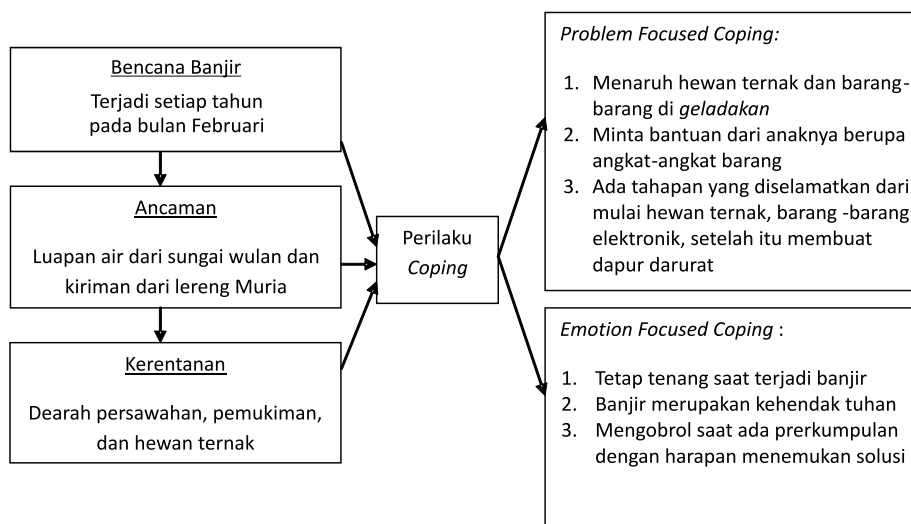 Bencana Banjir
Terjadi setiap tahun
pada bulan Februari
Ancaman
Luapan air dari sungai wulan dan
kiriman dari lereng Muria
Kerentanan
Dearah persawahan, pemukiman,
dan hewan ternak
Perilaku
Coping
Problem Focused Coping:
1. Menaruh hewan ternak dan barang-
barang di geladakan
2. Minta bantuan dari anaknya berupa
angkat-angkat barang
3. Ada tahapan yang diselamatkan dari
mulai hewan ternak, barang -barang
elektronik, setelah itu membuat
dapur darurat
Emotion Focused Coping :
1. Tetap tenang saat terjadi banjir
2. Banjir merupakan kehendak tuhan
3. Mengobrol saat ada prerkumpulan
dengan harapan menemukan solusi